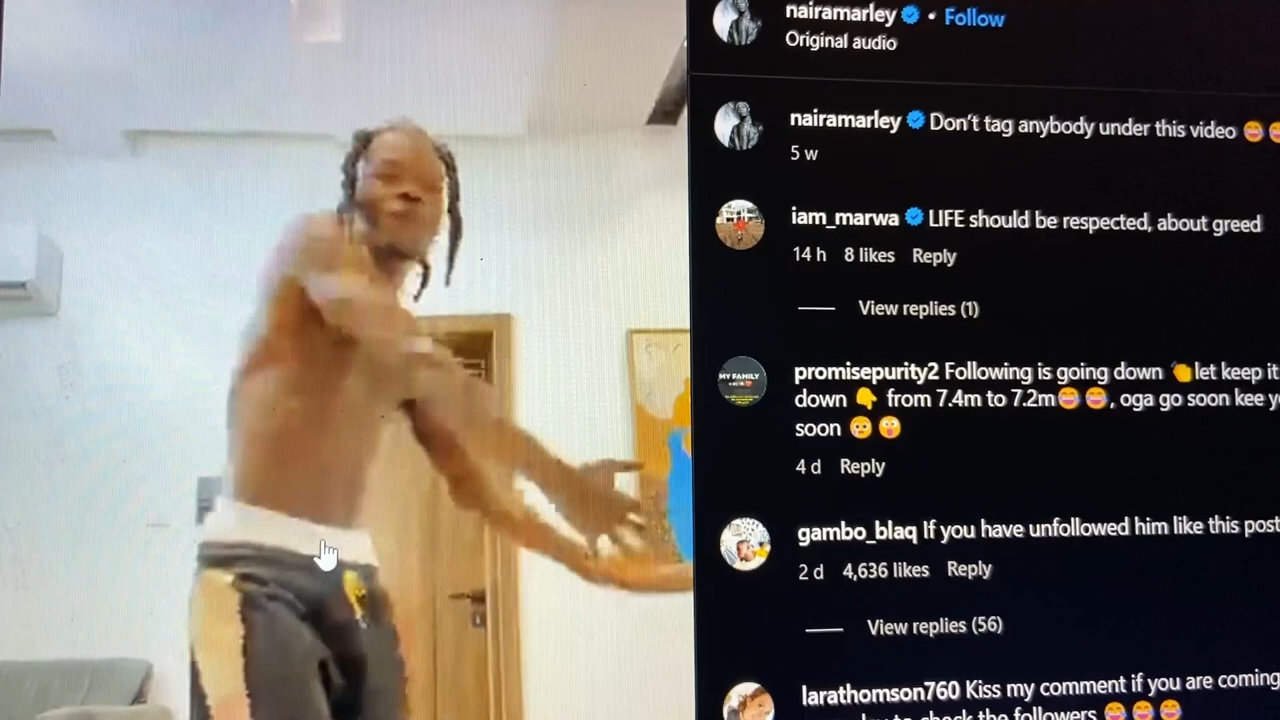 nairamarley • Follow
Original audio
nairamarley Don't tag anybody under this video 😂😂
5 w
iam_marwa LIFE should be respected, about greed
14 h 8 likes Reply
View replies (1)
MY FAMILY
promisepurity2 Following is going down 👏 let keep it
down 👇 from 7.4m to 7.2m😂😂, oga go soon kee
soon 😢😲
4 d Reply
gambo_blaq If you have unfollowed him like this post
2 d 4,636 likes Reply
View replies (56)
larathomson760 Kiss my comment if you are coming
to check the followers 😂😂😂